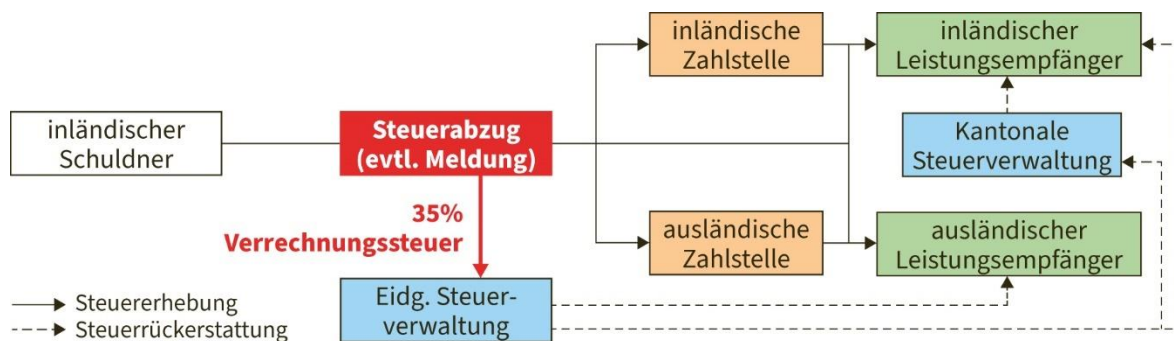 inländische
Zahlstelle
inländischer
Leistungsempfänger
inländischer
Schuldner
Steuerabzug
(evtl. Meldung)
Kantonale
Steuerverwaltung
35%
Verrechnungssteuer
ausländische
Zahlstelle
ausländischer
Leistungsempfänger
Steuererhebung
Steuerrückerstattung
Eidg. Steuer-
verwaltung